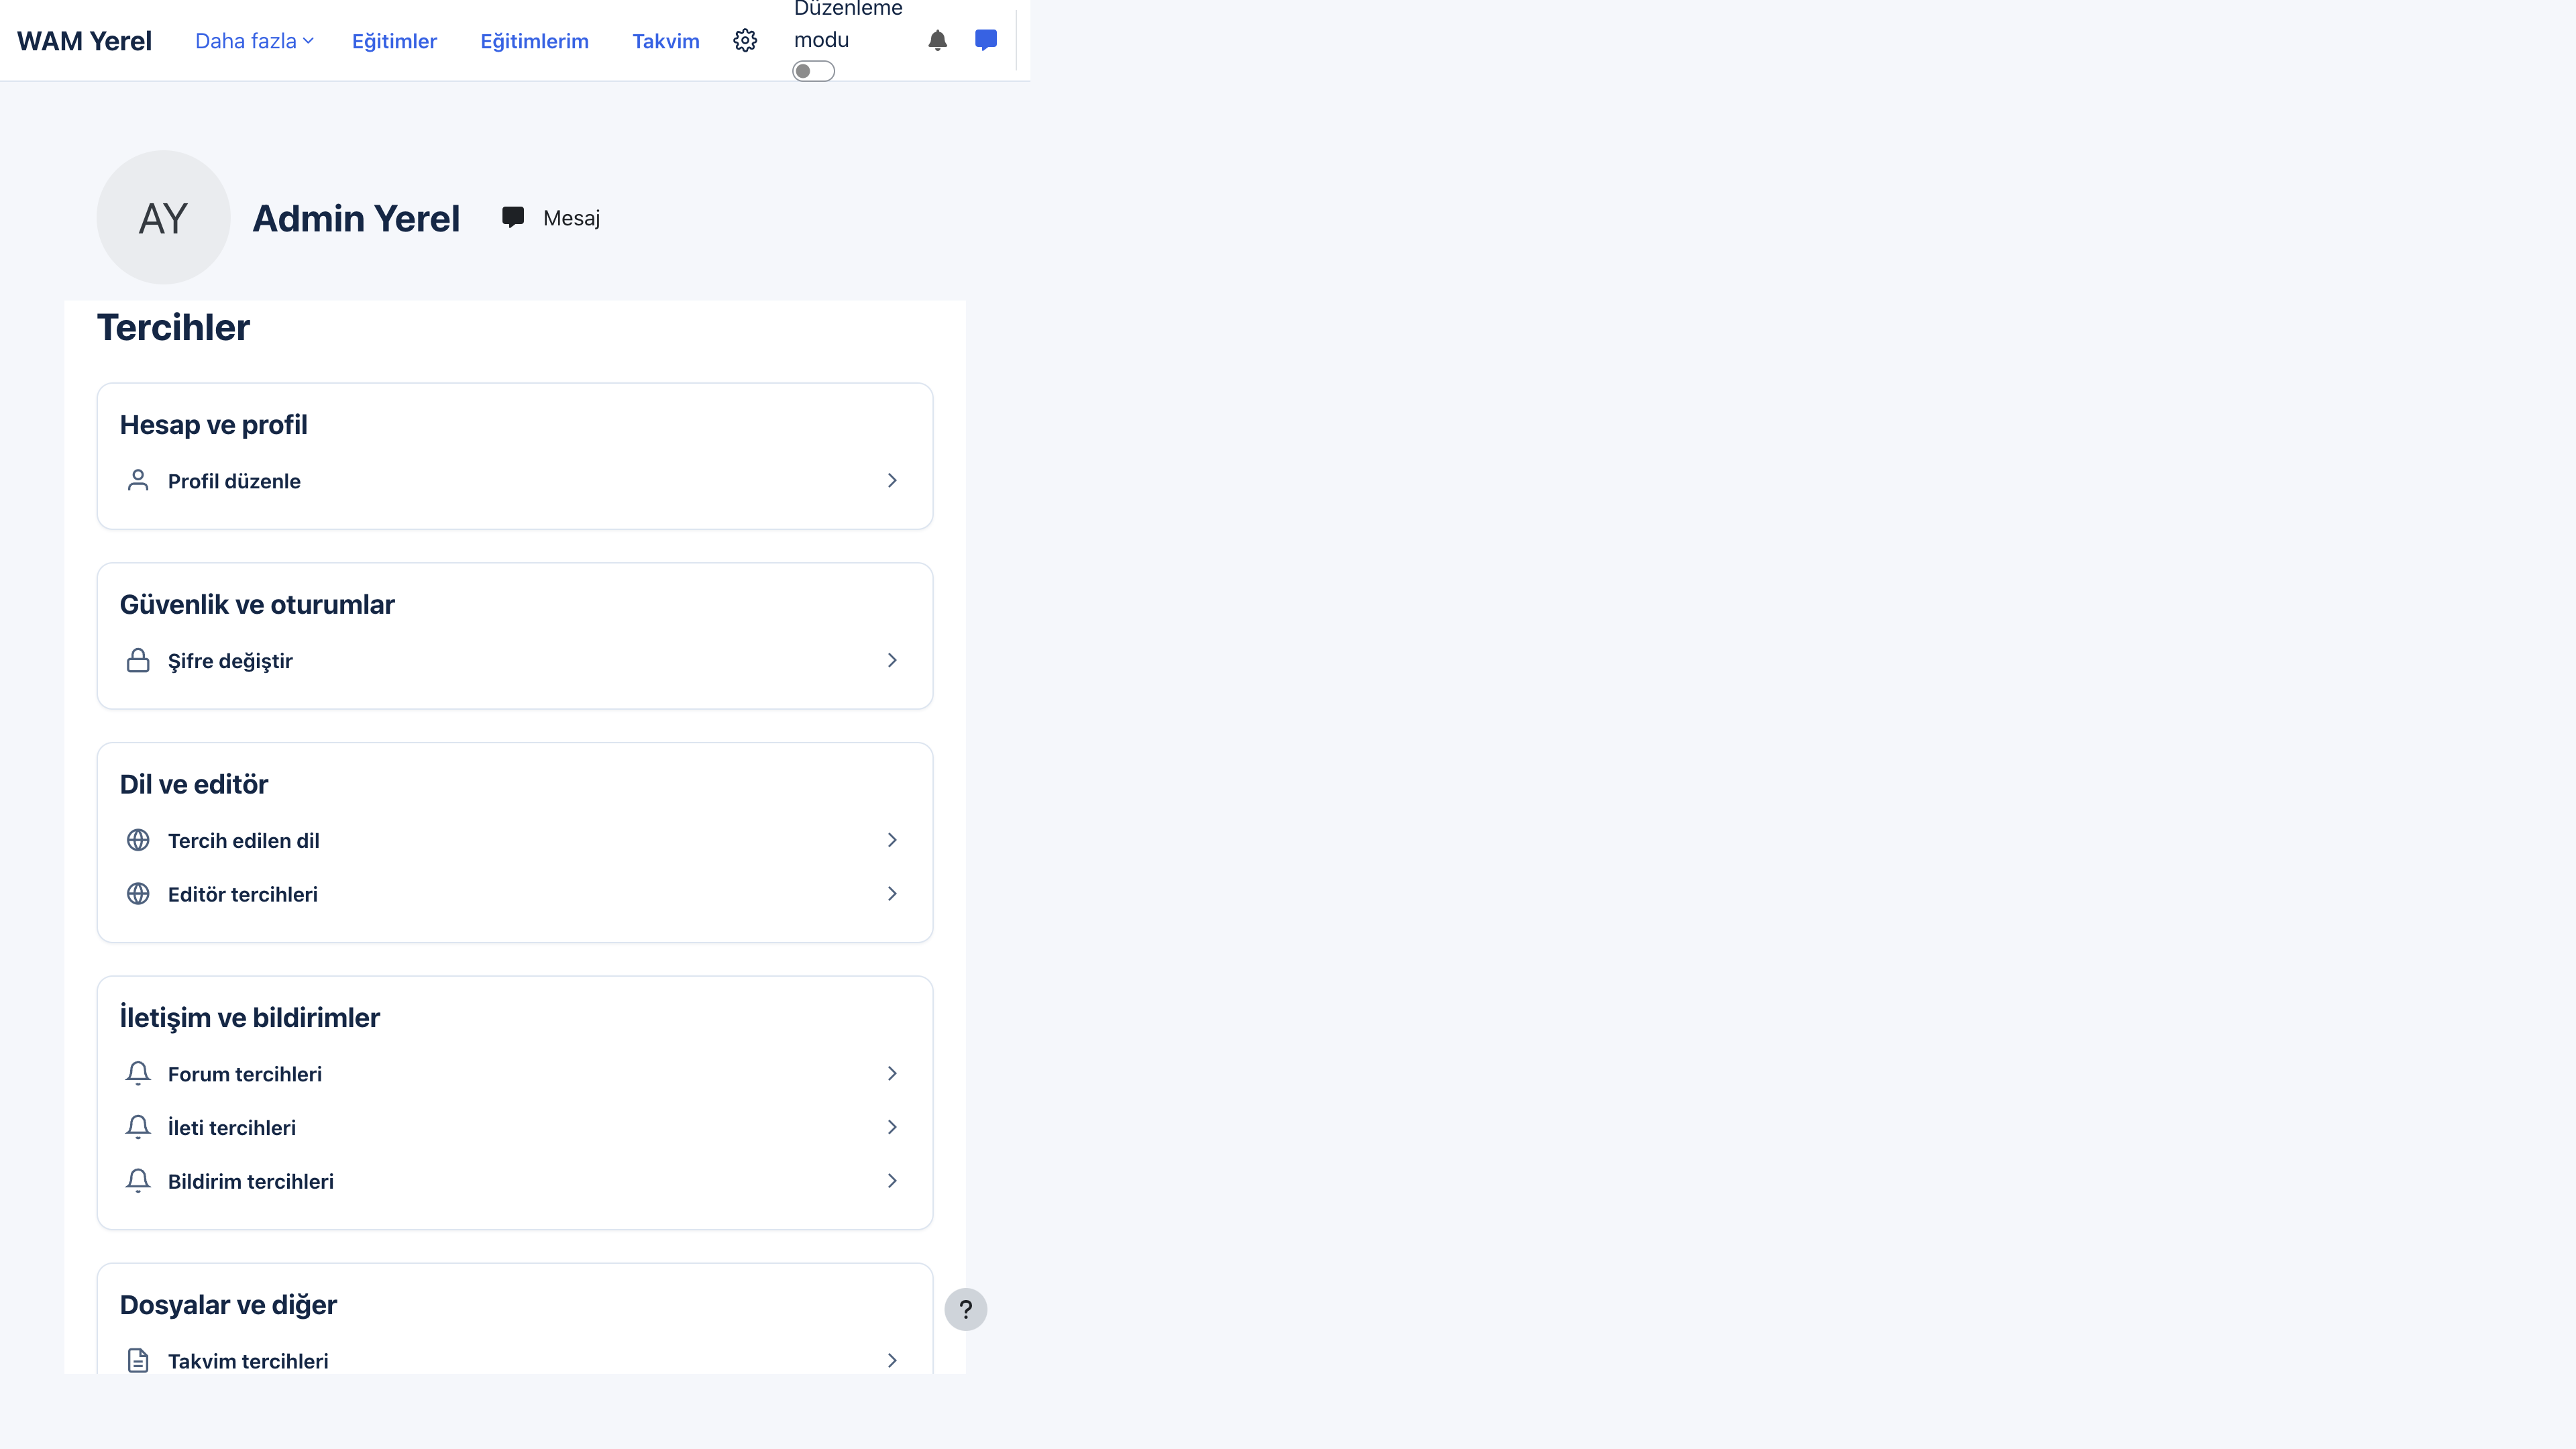 WAM Yerel
Daha fazla
Eğitimler
Eğitimlerim
Takvim
Düzenleme
modu
AY
Admin Yerel
Mesaj
Tercihler
Hesap ve profil
Profil düzenle
Güvenlik ve oturumlar
Şifre değiştir
Dil ve editör
Tercih edilen dil
Editör tercihleri
İletişim ve bildirimler
Forum tercihleri
İleti tercihleri
Bildirim tercihleri
Dosyalar ve diğer
?
Takvim tercihleri